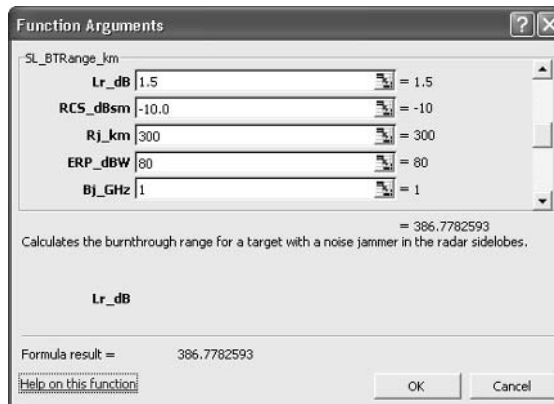 Function Arguments
SL_BTRange_km
Lr_dB 1.5 = 1.5
RCS_dBsm -10.0 = -10
Rj_km 300 = 300
ERP_dBW 80 = 80
Bj_GHz 1 = 1
= 386.7782593
Calculates the burnthrough range for a target with a noise jammer in the radar sidelobes.
Lr_dB
Formula result = 386.7782593
Help on this function OK Cancel